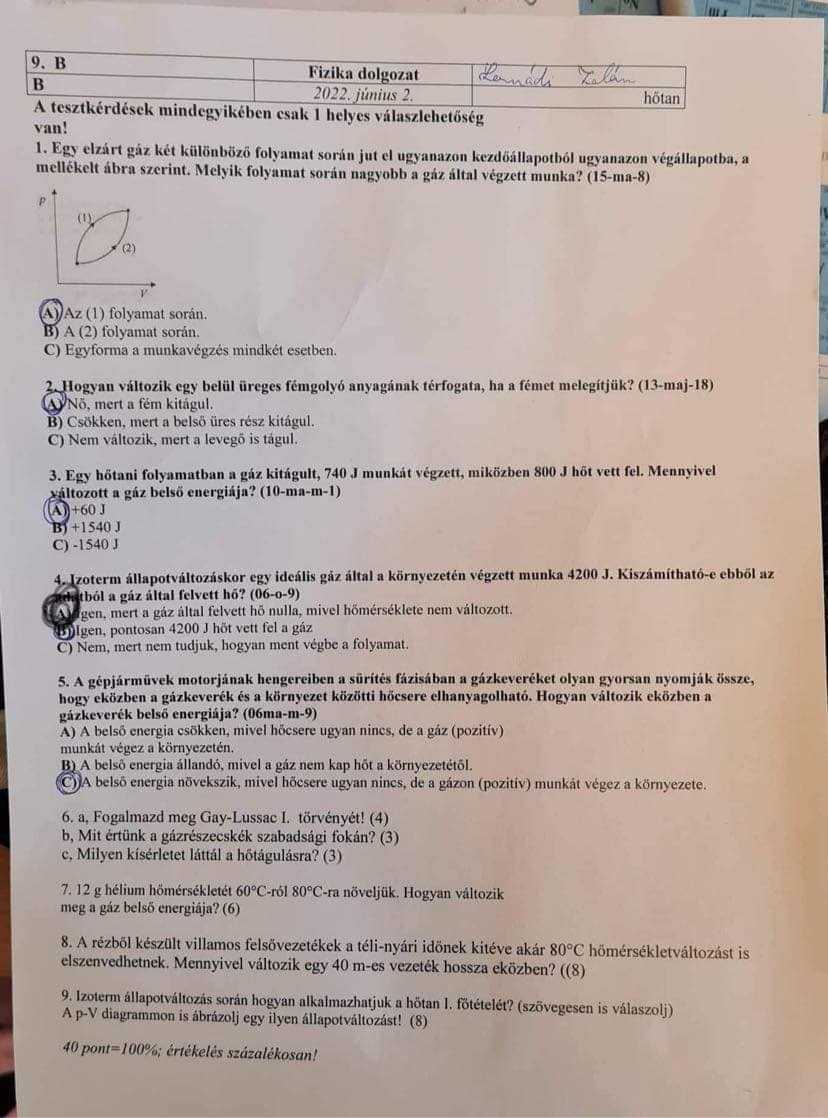 9. B
B
Fizika dolgozat
2022. június 2.
Zalán
hőtan
A tesztkérdések mindegyikében csak 1 helyes válaszlehetőség
van!
1. Egy elzárt gáz két különböző folyamat során jut el ugyanazon kezdőállapotból ugyanazon végállapotba, a
mellékelt ábra szerint. Melyik folyamat során nagyobb a gáz által végzett munka? (15-ma-8)
p
(1)
(2)
V
A) Az (1) folyamat során.
B) A (2) folyamat során.
C) Egyforma a munkavégzés mindkét esetben.
2. Hogyan változik egy belül üreges fémgolyó anyagának térfogata, ha a fémet melegítjük? (13-maj-18)
A) Nő, mert a fém kitágul.
B) Csökken, mert a belső üres rész kitágul.
C) Nem változik, mert a levegő is tágul.
3. Egy hőtani folyamatban a gáz kitágult, 740 J munkát végzett, miközben 800 J hőt vett fel. Mennyivel
változott a gáz belső energiája? (10-ma-m-1)
A) +60 J
B) +1540 J
C) -1540 J
4. Izoterm állapotváltozáskor egy ideális gáz által a környezetén végzett munka 4200 J. Kiszámítható-e ebből az
adatból a gáz által felvett hő? (06-o-9)
A) Igen, mert a gáz által felvett hő nulla, mivel hőmérséklete nem változott.
B) Igen, pontosan 4200 J hőt vett fel a gáz
C) Nem, mert nem tudjuk, hogyan ment végbe a folyamat.
5. A gépjárművek motorjának hengereiben a sűrítés fázisában a gázkeveréket olyan gyorsan nyomják össze,
hogy eközben a gázkeverék és a környezet közötti hőcsere elhanyagolható. Hogyan változik eközben a
gázkeverék belső energiája? (06ma-m-9)
A) A belső energia csökken, mivel hőcsere ugyan nincs, de a gáz (pozitív)
munkát végez a környezetén.
B) A belső energia állandó, mivel a gáz nem kap hőt a környezetétől.
C) A belső energia növekszik, mivel hőcsere ugyan nincs, de a gázon (pozitív) munkát végez a környezete.
6. a, Fogalmazd meg Gay-Lussac I. törvényét! (4)
b, Mit értünk a gázrészecskék szabadsági fokán? (3)
c, Milyen kísérletet láttál a hőtágulásra? (3)
7. 12 g hélium hőmérsékletét 60°C-ról 80°C-ra növeljük. Hogyan változik
meg a gáz belső energiája? (6)
8. A rézből készült villamos felsővezetékek a téli-nyári időnek kitéve akár 80°C hőmérsékletváltozást is
elszenvedhetnek. Mennyivel változik egy 40 m-es vezeték hossza eközben? ((8)
9. Izoterm állapotváltozás során hogyan alkalmazhatjuk a hőtan I. főtételét? (szövegesen is válaszolj)
A p-V diagrammon is ábrázolj egy ilyen állapotváltozást! (8)
40 pont=100%; értékelés százalékosan!